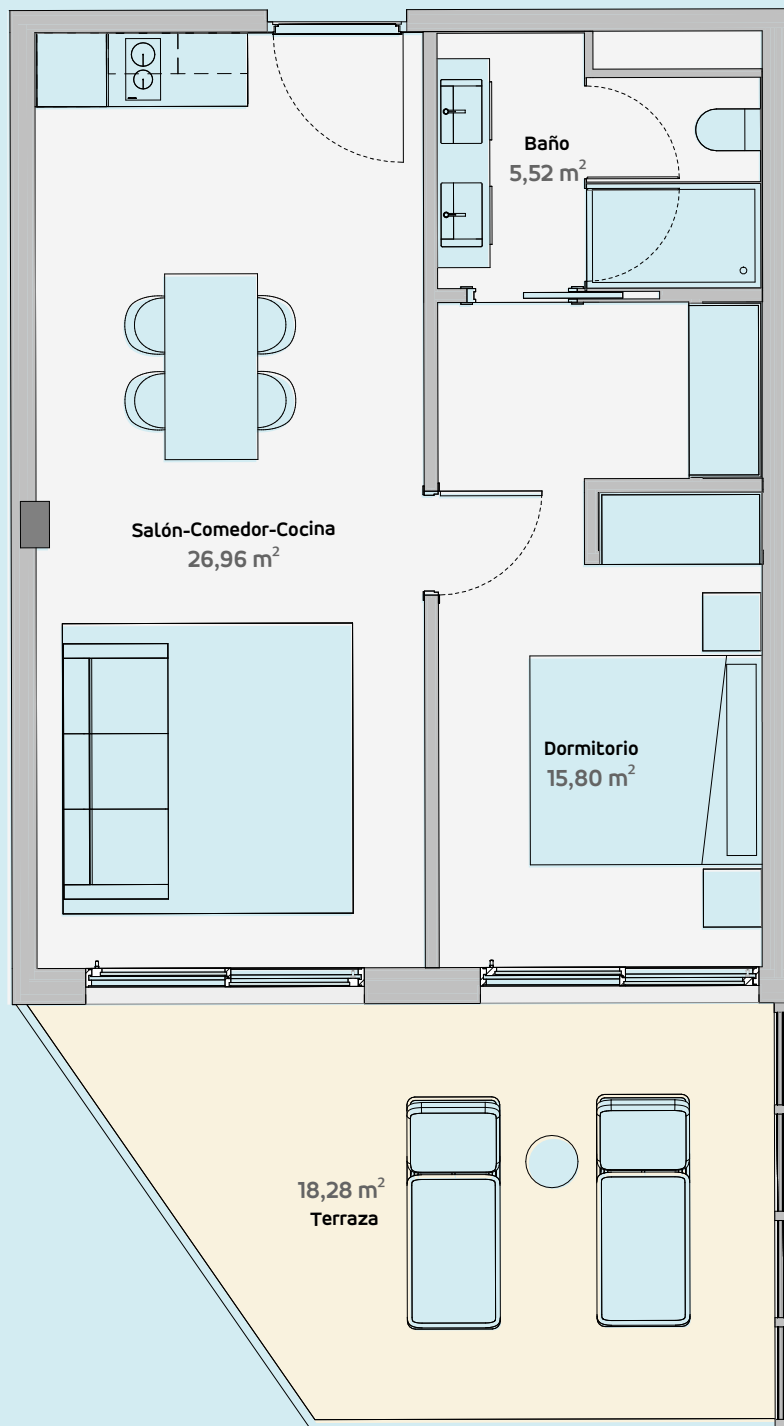 Baño
5,52 m²
Salón-Comedor-Cocina
26,96 m²
Dormitorio
15,80 m²
18,28 m²
Terraza